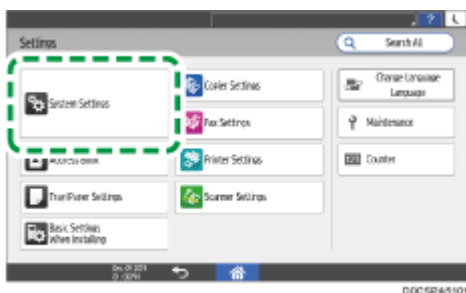 Settings
Search All
System Settings
Copier Settings
Change Language
Language
Fax Settings
Maintenance
Address Book
Printer Settings
Counter
Tray/Paper Settings
Scanner Settings
Basic Settings
When Installing